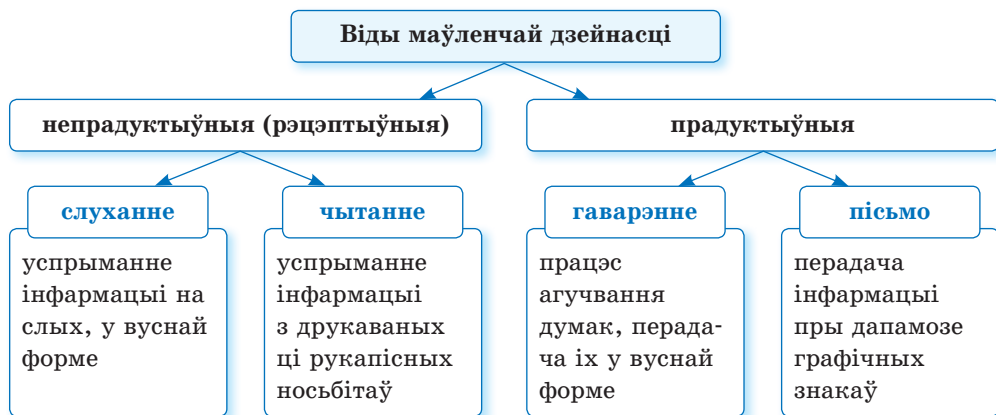 Віды маўленчай дзейнасці
непрадуктыўныя (рэцэптыўныя)
прадуктыўныя
слуханне
успрыманне
інфармацыі на
слых, у вуснай
форме
чытанне
успрыманне
інфармацыі
з друкаваных
ці рукапісных
носьбітаў
гаварэнне
працэс
агучвання
думак, перада-
ча іх у вуснай
форме
пісьмо
перадача
інфармацыі
пры дапамозе
графічных
знакаў